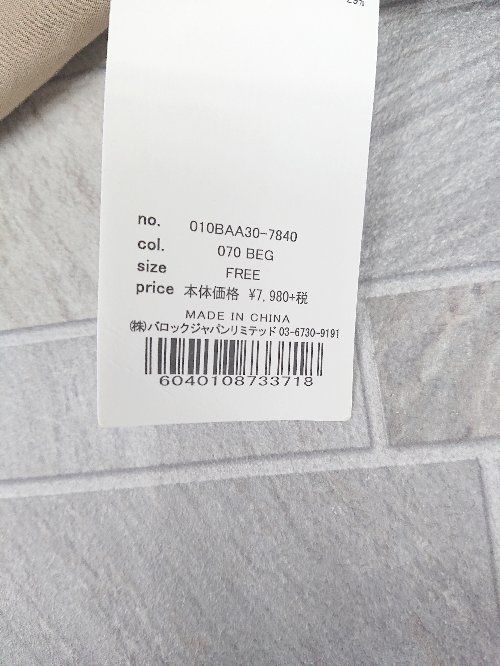 29%
no. 010BAA30-7840
col. 070 BEG
size FREE
price 本体価格 ¥7,980+税
MADE IN CHINA
(株)バロックジャパンリミテッド 03-6730-9191
6040108733718